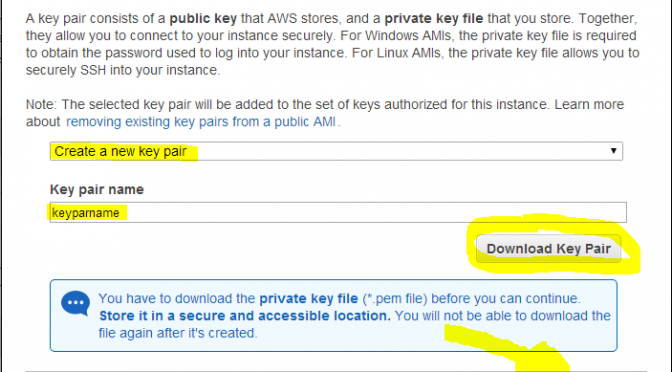 A key pair consists of a public key that AWS stores, and a private key file that you store. Together,
they allow you to connect to your instance securely. For Windows AMIs, the private key file is required
to obtain the password used to log into your instance. For Linux AMIs, the private key file allows you to
securely SSH into your instance.
Note: The selected key pair will be added to the set of keys authorized for this instance. Learn more
about removing existing key pairs from a public AMI.
Create a new key pair
Key pair name
keyparname
Download Key Pair
You have to download the private key file (*.pem file) before you can continue.
Store it in a secure and accessible location. You will not be able to download the
file again after it's created.